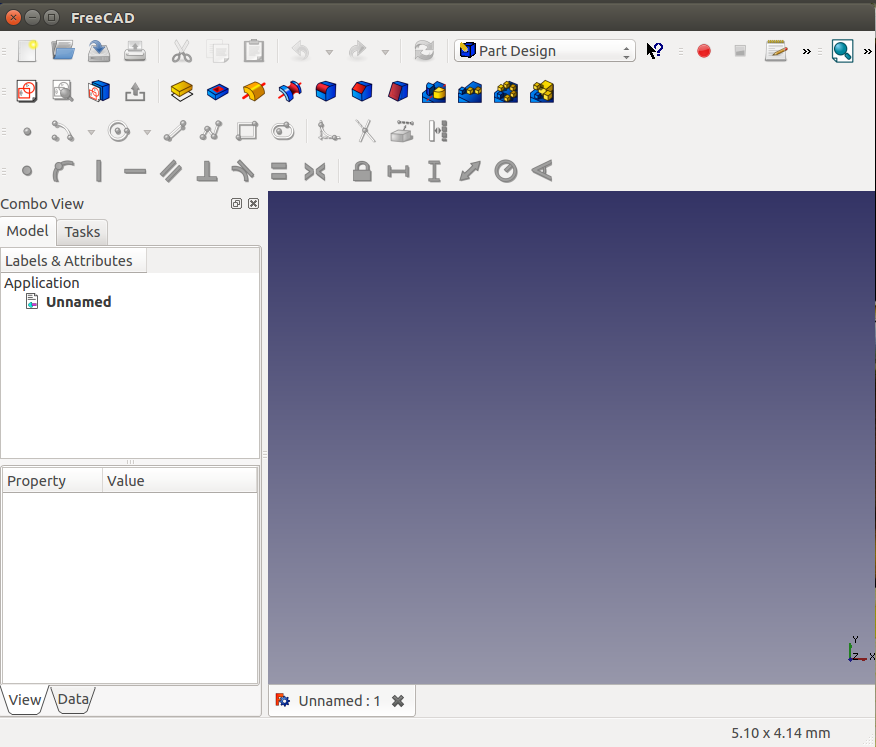 FreeCAD
Part Design
»
»
Combo View
Model Tasks
Labels & Attributes
Application
Unnamed
Property Value
View Data
Y
Z X
Unnamed : 1
5.10 x 4.14 mm